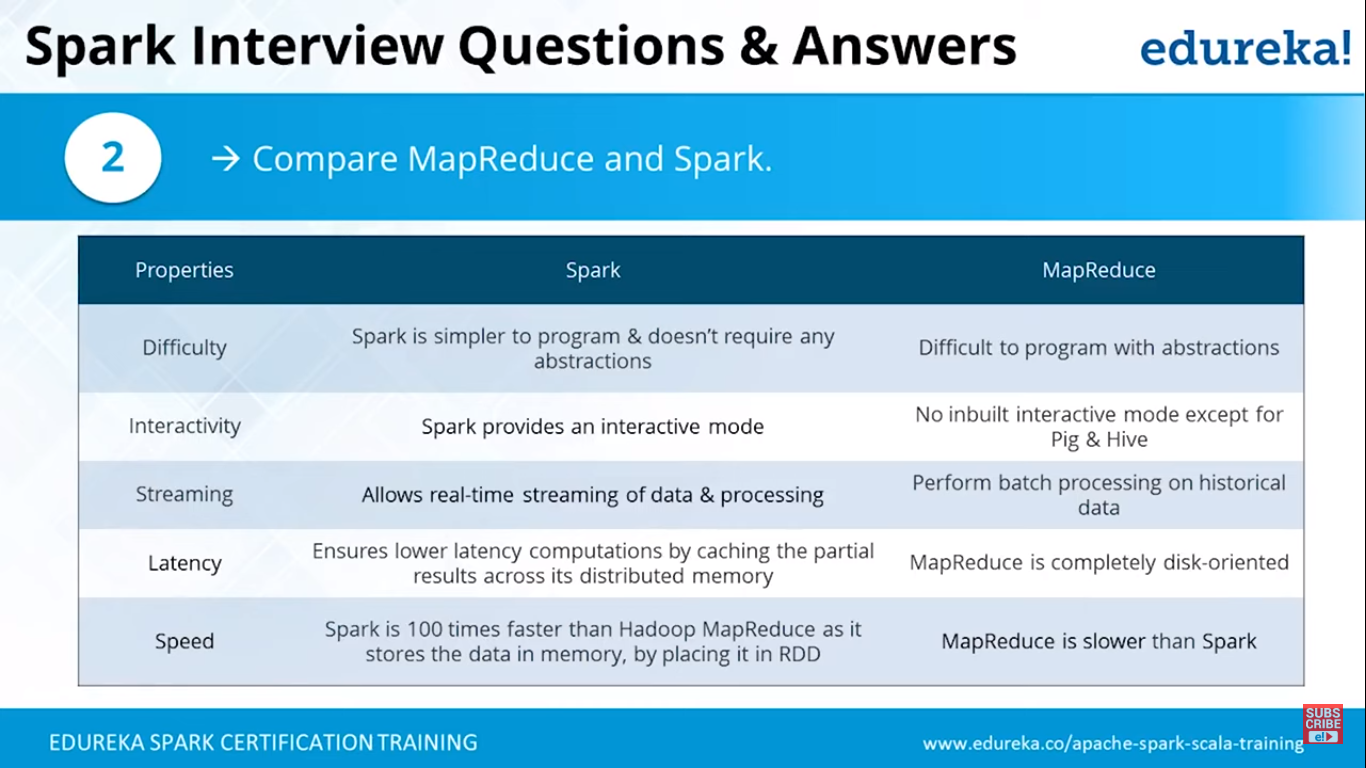 Spark Interview Questions & Answers
edureka!
2
→ Compare MapReduce and Spark.
Properties
Spark
MapReduce
Difficulty
Spark is simpler to program & doesn’t require any
abstractions
Difficult to program with abstractions
Interactivity
Spark provides an interactive mode
No inbuilt interactive mode except for
Pig & Hive
Streaming
Allows real-time streaming of data & processing
Perform batch processing on historical
data
Latency
Ensures lower latency computations by caching the partial
results across its distributed memory
MapReduce is completely disk-oriented
Speed
Spark is 100 times faster than Hadoop MapReduce as it
stores the data in memory, by placing it in RDD
MapReduce is slower than Spark
EDUREKA SPARK CERTIFICATION TRAINING
www.edureka.co/apache-spark-scala-training
SUBS
CRIBE
e!